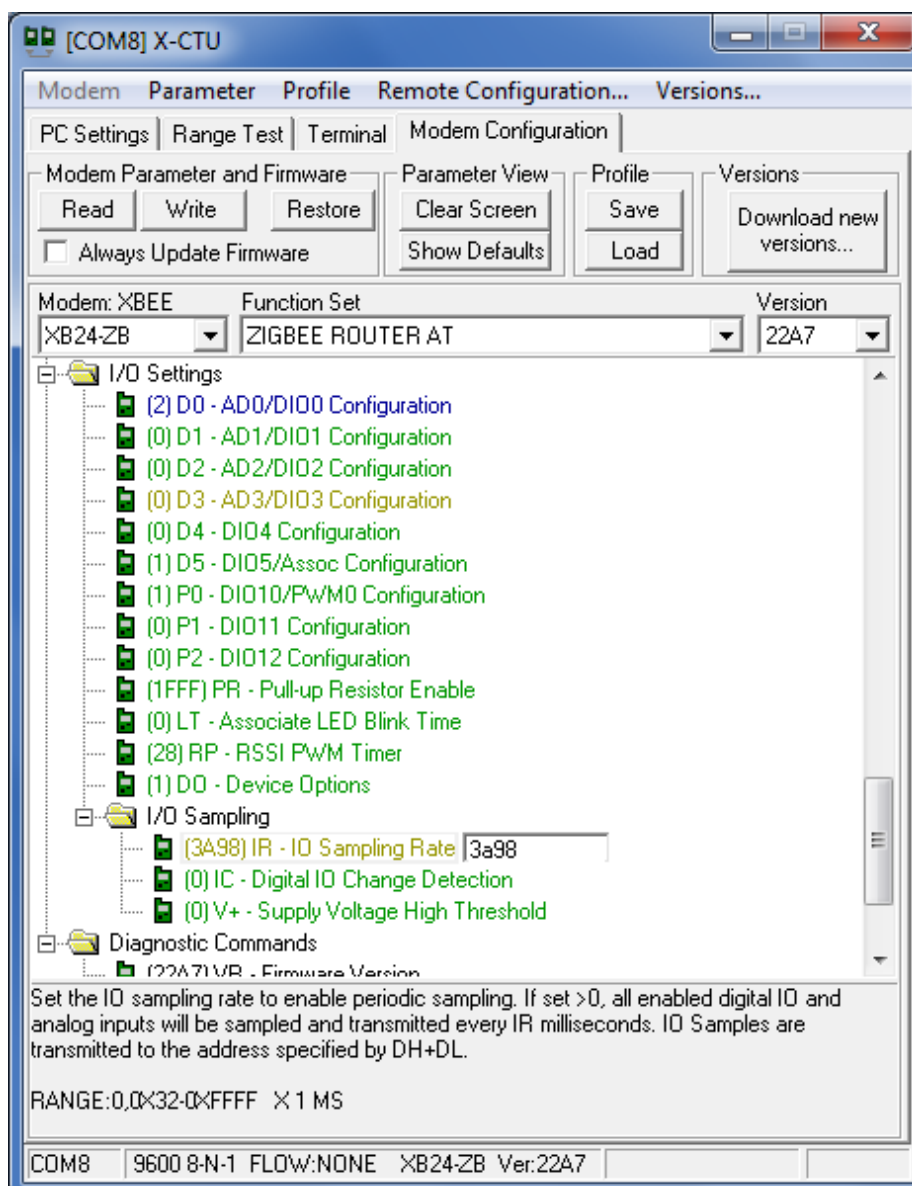 [COM8] X-CTU
Modem Parameter Profile Remote Configuration... Versions...
PC Settings Range Test Terminal Modem Configuration
Modem Parameter and Firmware Parameter View Profile Versions
Read Write Restore Clear Screen Save Download new versions...
Always Update Firmware Show Defaults Load
Modem: XBEE Function Set Version
XB24-ZB ZIGBEE ROUTER AT 22A7
I/O Settings
(2) D0 - AD0/DIO0 Configuration
(0) D1 - AD1/DIO1 Configuration
(0) D2 - AD2/DIO2 Configuration
(0) D3 - AD3/DIO3 Configuration
(0) D4 - DIO4 Configuration
(1) D5 - DIO5/Assoc Configuration
(1) P0 - DIO10/PWM0 Configuration
(0) P1 - DIO11 Configuration
(0) P2 - DIO12 Configuration
(1FFF) PR - Pull-up Resistor Enable
(0) LT - Associate LED Blink Time
(28) RP - RSSI PWM Timer
(1) DO - Device Options
I/O Sampling
(3A98) IR - IO Sampling Rate 3a98
(0) IC - Digital IO Change Detection
(0) V+ - Supply Voltage High Threshold
Diagnostic Commands
(22A7) VR - Firmware Version
Set the IO sampling rate to enable periodic sampling. If set >0, all enabled digital IO and
analog inputs will be sampled and transmitted every IR milliseconds. IO Samples are
transmitted to the address specified by DH+DL.
RANGE:0,0X32-0XFFFF X 1 MS
COM8 9600 8-N-1 FLOW:NONE XB24-ZB Ver:22A7